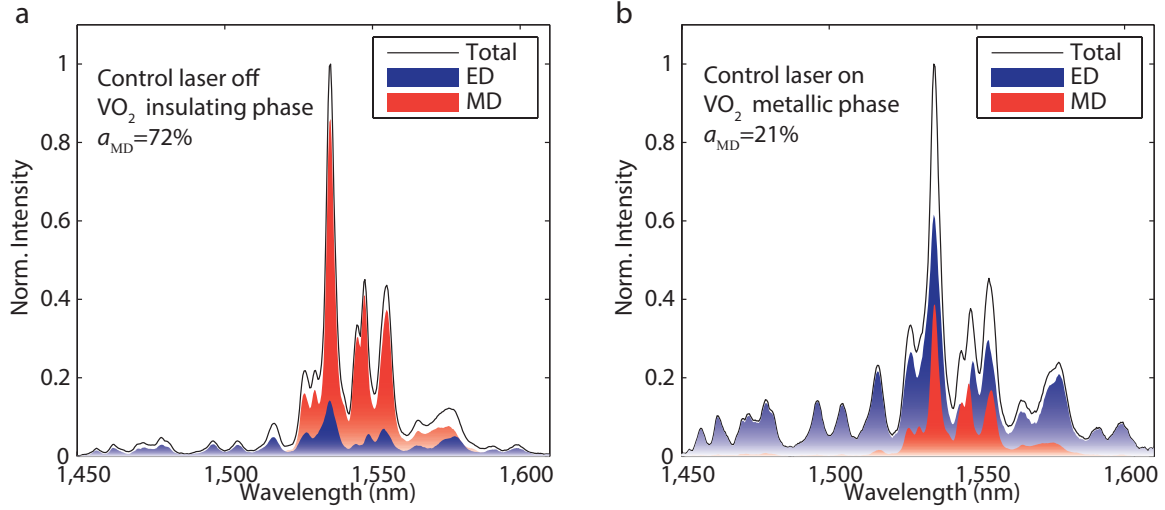 a
Norm. Intensity
1
0.8
0.6
0.4
0.2
0
Control laser off
VO2 insulating phase
aMD=72%
Total
ED
MD
1,450
1,500
1,550
1,600
Wavelength (nm)
b
Norm. Intensity
1
0.8
0.6
0.4
0.2
0
Control laser on
VO2 metallic phase
aMD=21%
Total
ED
MD
1,450
1,500
1,550
1,600
Wavelength (nm)